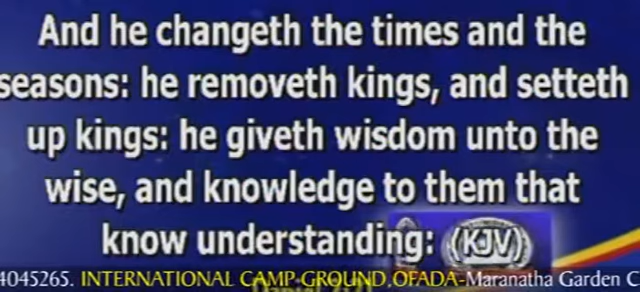 And he changeth the times and the
seasons: he removeth kings, and setteth
up kings: he giveth wisdom unto the
wise, and knowledge to them that
know understanding: (KJV)
4045265. INTERNATIONAL CAMP GROUND,OFADA-Maranatha Garden C